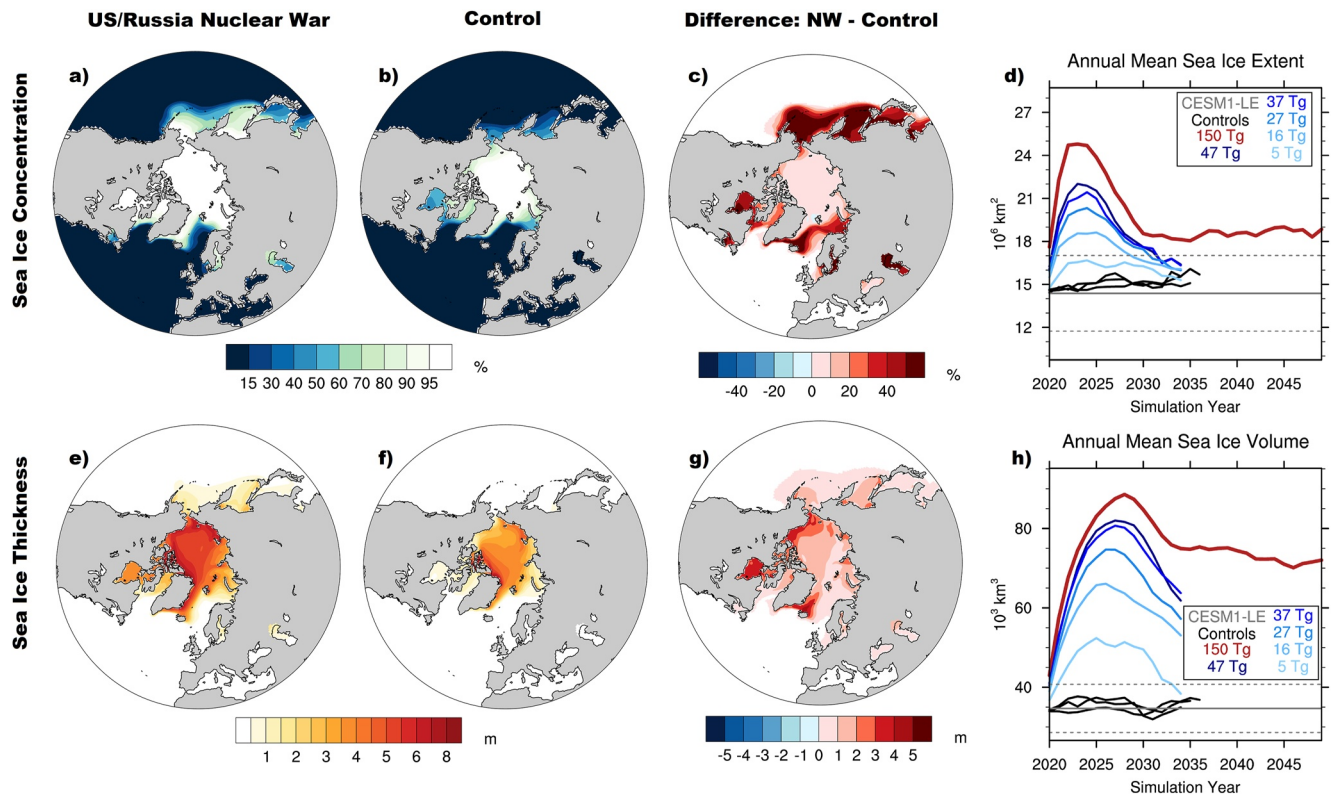 US/Russia Nuclear War
Control
Difference: NW - Control
Sea Ice Concentration
a)
b)
c)
d)
Annual Mean Sea Ice Extent
CESM1-LE 37 Tg
Controls 27 Tg
150 Tg 16 Tg
47 Tg 5 Tg
10⁶ km²
27
24
21
18
15
12
2020 2025 2030 2035 2040 2045
Simulation Year
15 30 40 50 60 70 80 90 95 %
-40 -20 0 20 40 %
Sea Ice Thickness
e)
f)
g)
h)
Annual Mean Sea Ice Volume
10³ km³
80
60
40
CESM1-LE 37 Tg
Controls 27 Tg
150 Tg 16 Tg
47 Tg 5 Tg
2020 2025 2030 2035 2040 2045
Simulation Year
1 2 3 4 5 6 7 8 m
-5 -4 -3 -2 -1 0 1 2 3 4 5 m